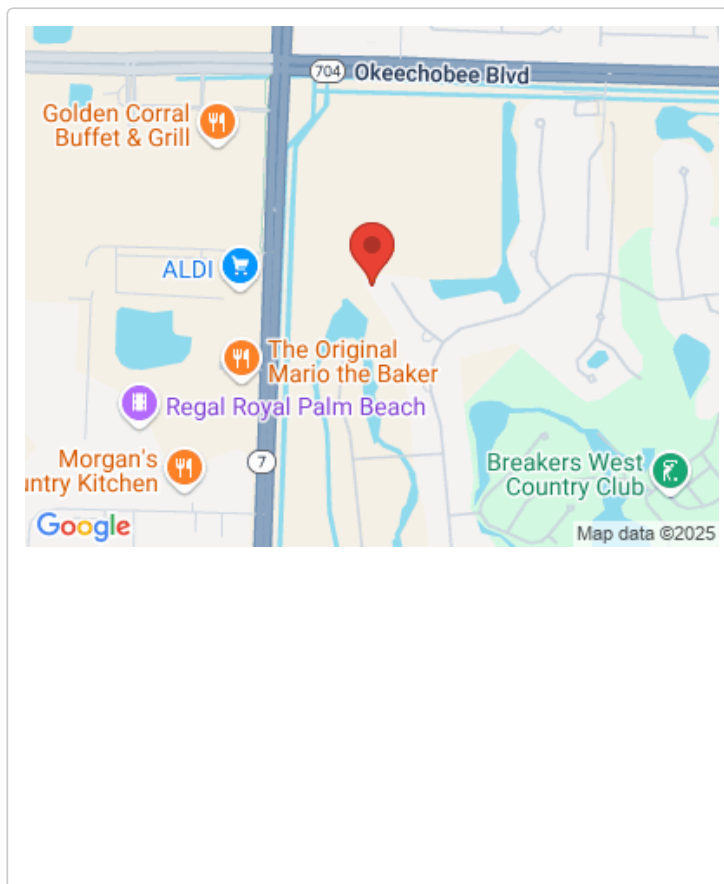 704
Okeechobee Blvd
Golden Corral
Buffet & Grill
ALDI
The Original
Mario the Baker
Regal Royal Palm Beach
Morgan's
untry Kitchen
7
Breakers West
Country Club
Google
Map data ©2025